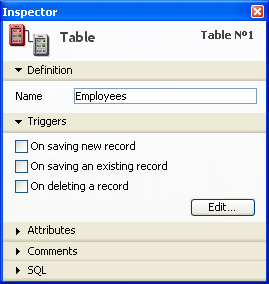 Inspector
Table
Table Nº1
Definition
Name
Employees
Triggers
On saving new record
On saving an existing record
On deleting a record
Edit...
Attributes
Comments
SQL